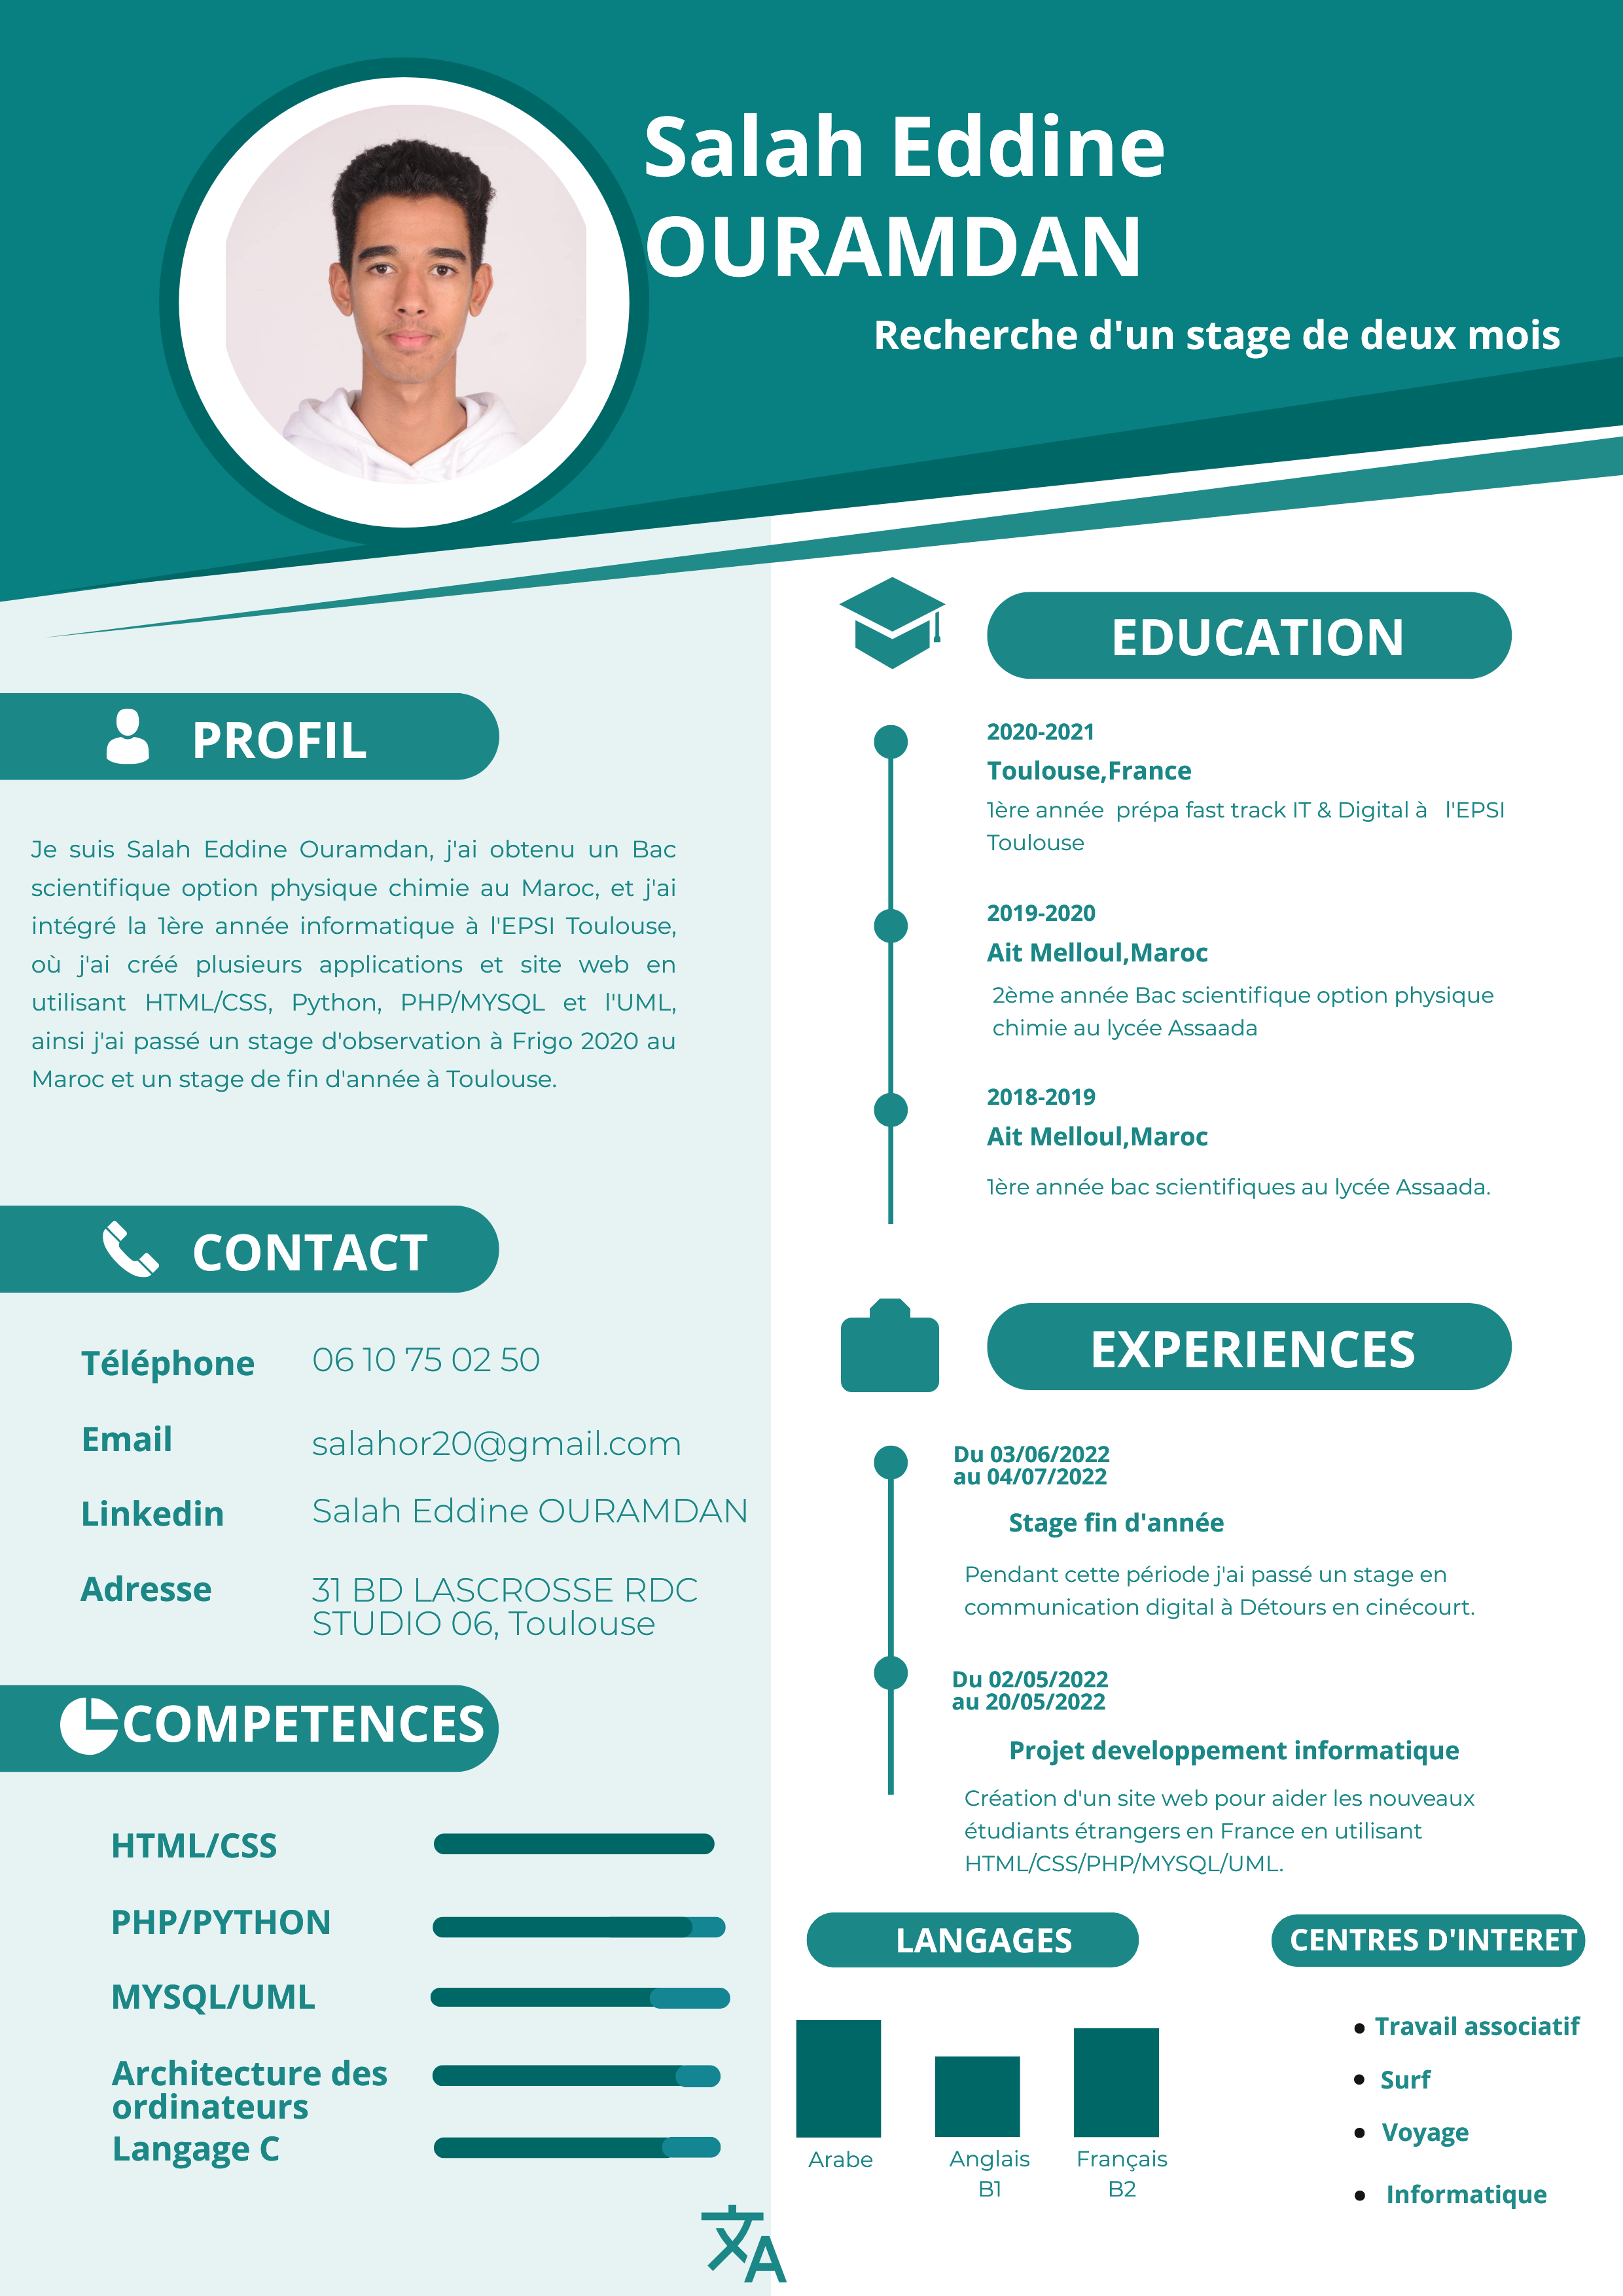 Salah Eddine
OURAMDAN
Recherche d'un stage de deux mois
PROFIL
Je suis Salah Eddine Ouramdan, j'ai obtenu un Bac
scientifique option physique chimie au Maroc, et j'ai
intégré la 1ère année informatique à l'EPSI Toulouse,
où j'ai créé plusieurs applications et site web en
utilisant HTML/CSS, Python, PHP/MYSQL et l'UML,
ainsi j'ai passé un stage d'observation à Frigo 2020 au
Maroc et un stage de fin d'année à Toulouse.
CONTACT
Téléphone 06 10 75 02 50
Email salahor20@gmail.com
Linkedin Salah Eddine OURAMDAN
Adresse 31 BD LASCROSSE RDC
STUDIO 06, Toulouse
COMPETENCES
HTML/CSS
PHP/PYTHON
MYSQL/UML
Architecture des
ordinateurs
Langage C
EDUCATION
2020-2021
Toulouse,France
1ère année prépa fast track IT & Digital à l'EPSI
Toulouse
2019-2020
Ait Melloul,Maroc
2ème année Bac scientifique option physique
chimie au lycée Assaada
2018-2019
Ait Melloul,Maroc
1ère année bac scientifiques au lycée Assaada.
EXPERIENCES
Du 03/06/2022
au 04/07/2022
Stage fin d'année
Pendant cette période j'ai passé un stage en
communication digital à Détours en cinécourt.
Du 02/05/2022
au 20/05/2022
Projet developpement informatique
Création d'un site web pour aider les nouveaux
étudiants étrangers en France en utilisant
HTML/CSS/PHP/MYSQL/UML.
LANGAGES
Arabe
Anglais
B1
Français
B2
CENTRES D'INTERET
• Travail associatif
• Surf
• Voyage
• Informatique